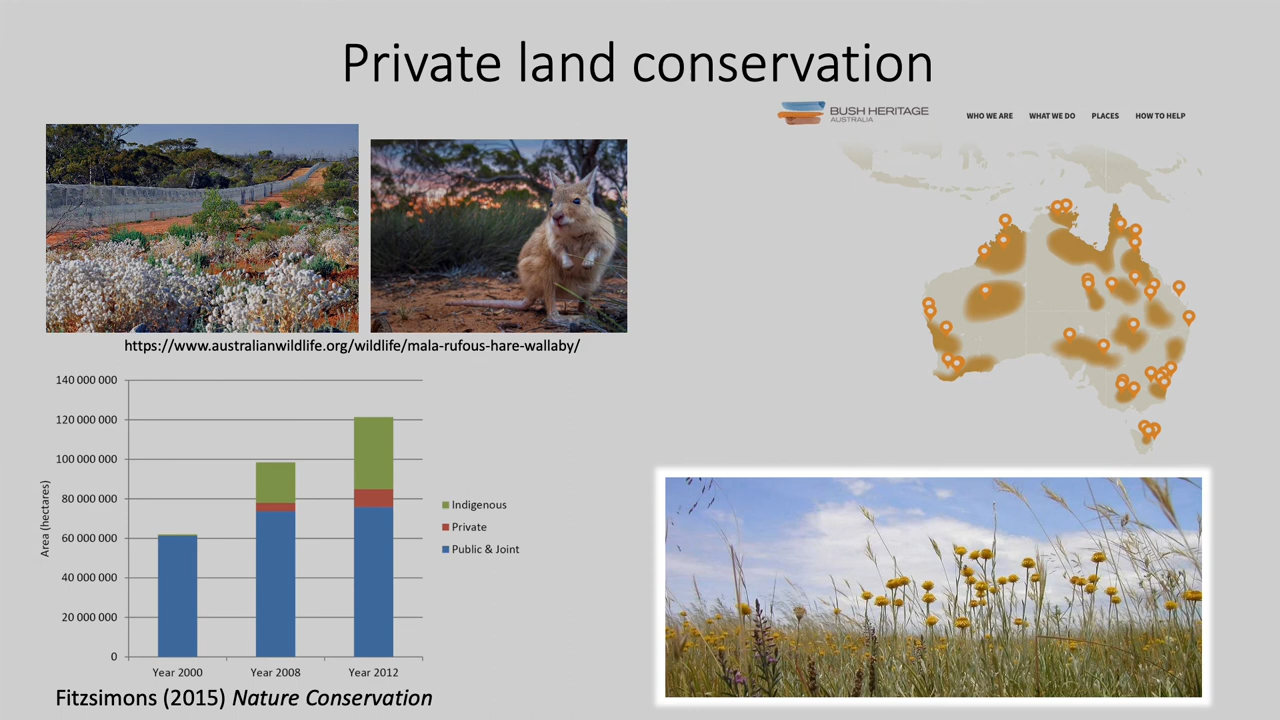 Private land conservation
BUSH HERITAGE
AUSTRALIA
WHO WE ARE WHAT WE DO PLACES HOW TO HELP
https://www.australianwildlife.org/wildlife/mala-rufous-hare-wallaby/
140 000 000
120 000 000
100 000 000
80 000 000
60 000 000
40 000 000
20 000 000
0
Area (hectares)
Year 2000 Year 2008 Year 2012
Indigenous
Private
Public & Joint
Fitzsimons (2015) Nature Conservation